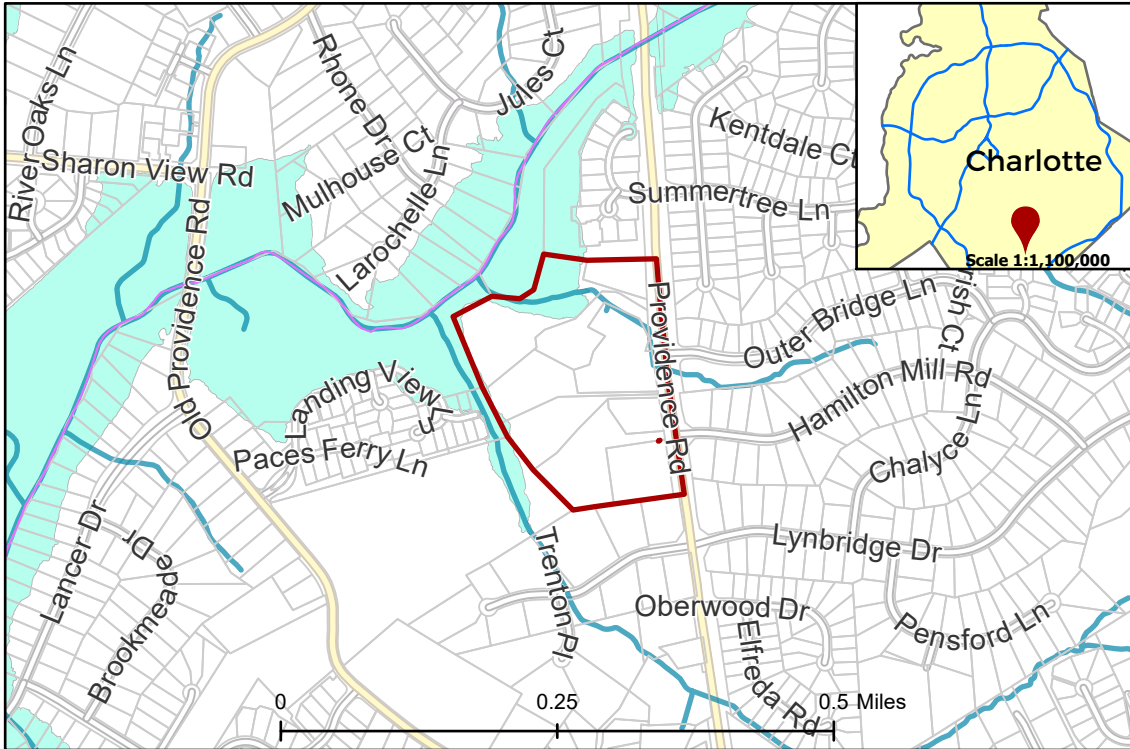 River Oaks Ln
Sharon View Rd
Old Providence Rd
Rhone Dr
Mulhouse Ct
Larochelle Ln
Jules Ct
Kentdale Ct
Summertree Ln
Charlotte
Scale 1:1,100,000
Providence Rd
Outer Bridge Ln
rish Ct
Hamilton Mill Rd
Chalyce Ln
Landing View Ln
Paces Ferry Ln
Lancer Dr
Brookmeade Dr
Trenton Pl
Lynbridge Dr
Oberwood Dr
Elfreda Rd
Pensford Ln
0
0.25
0.5 Miles